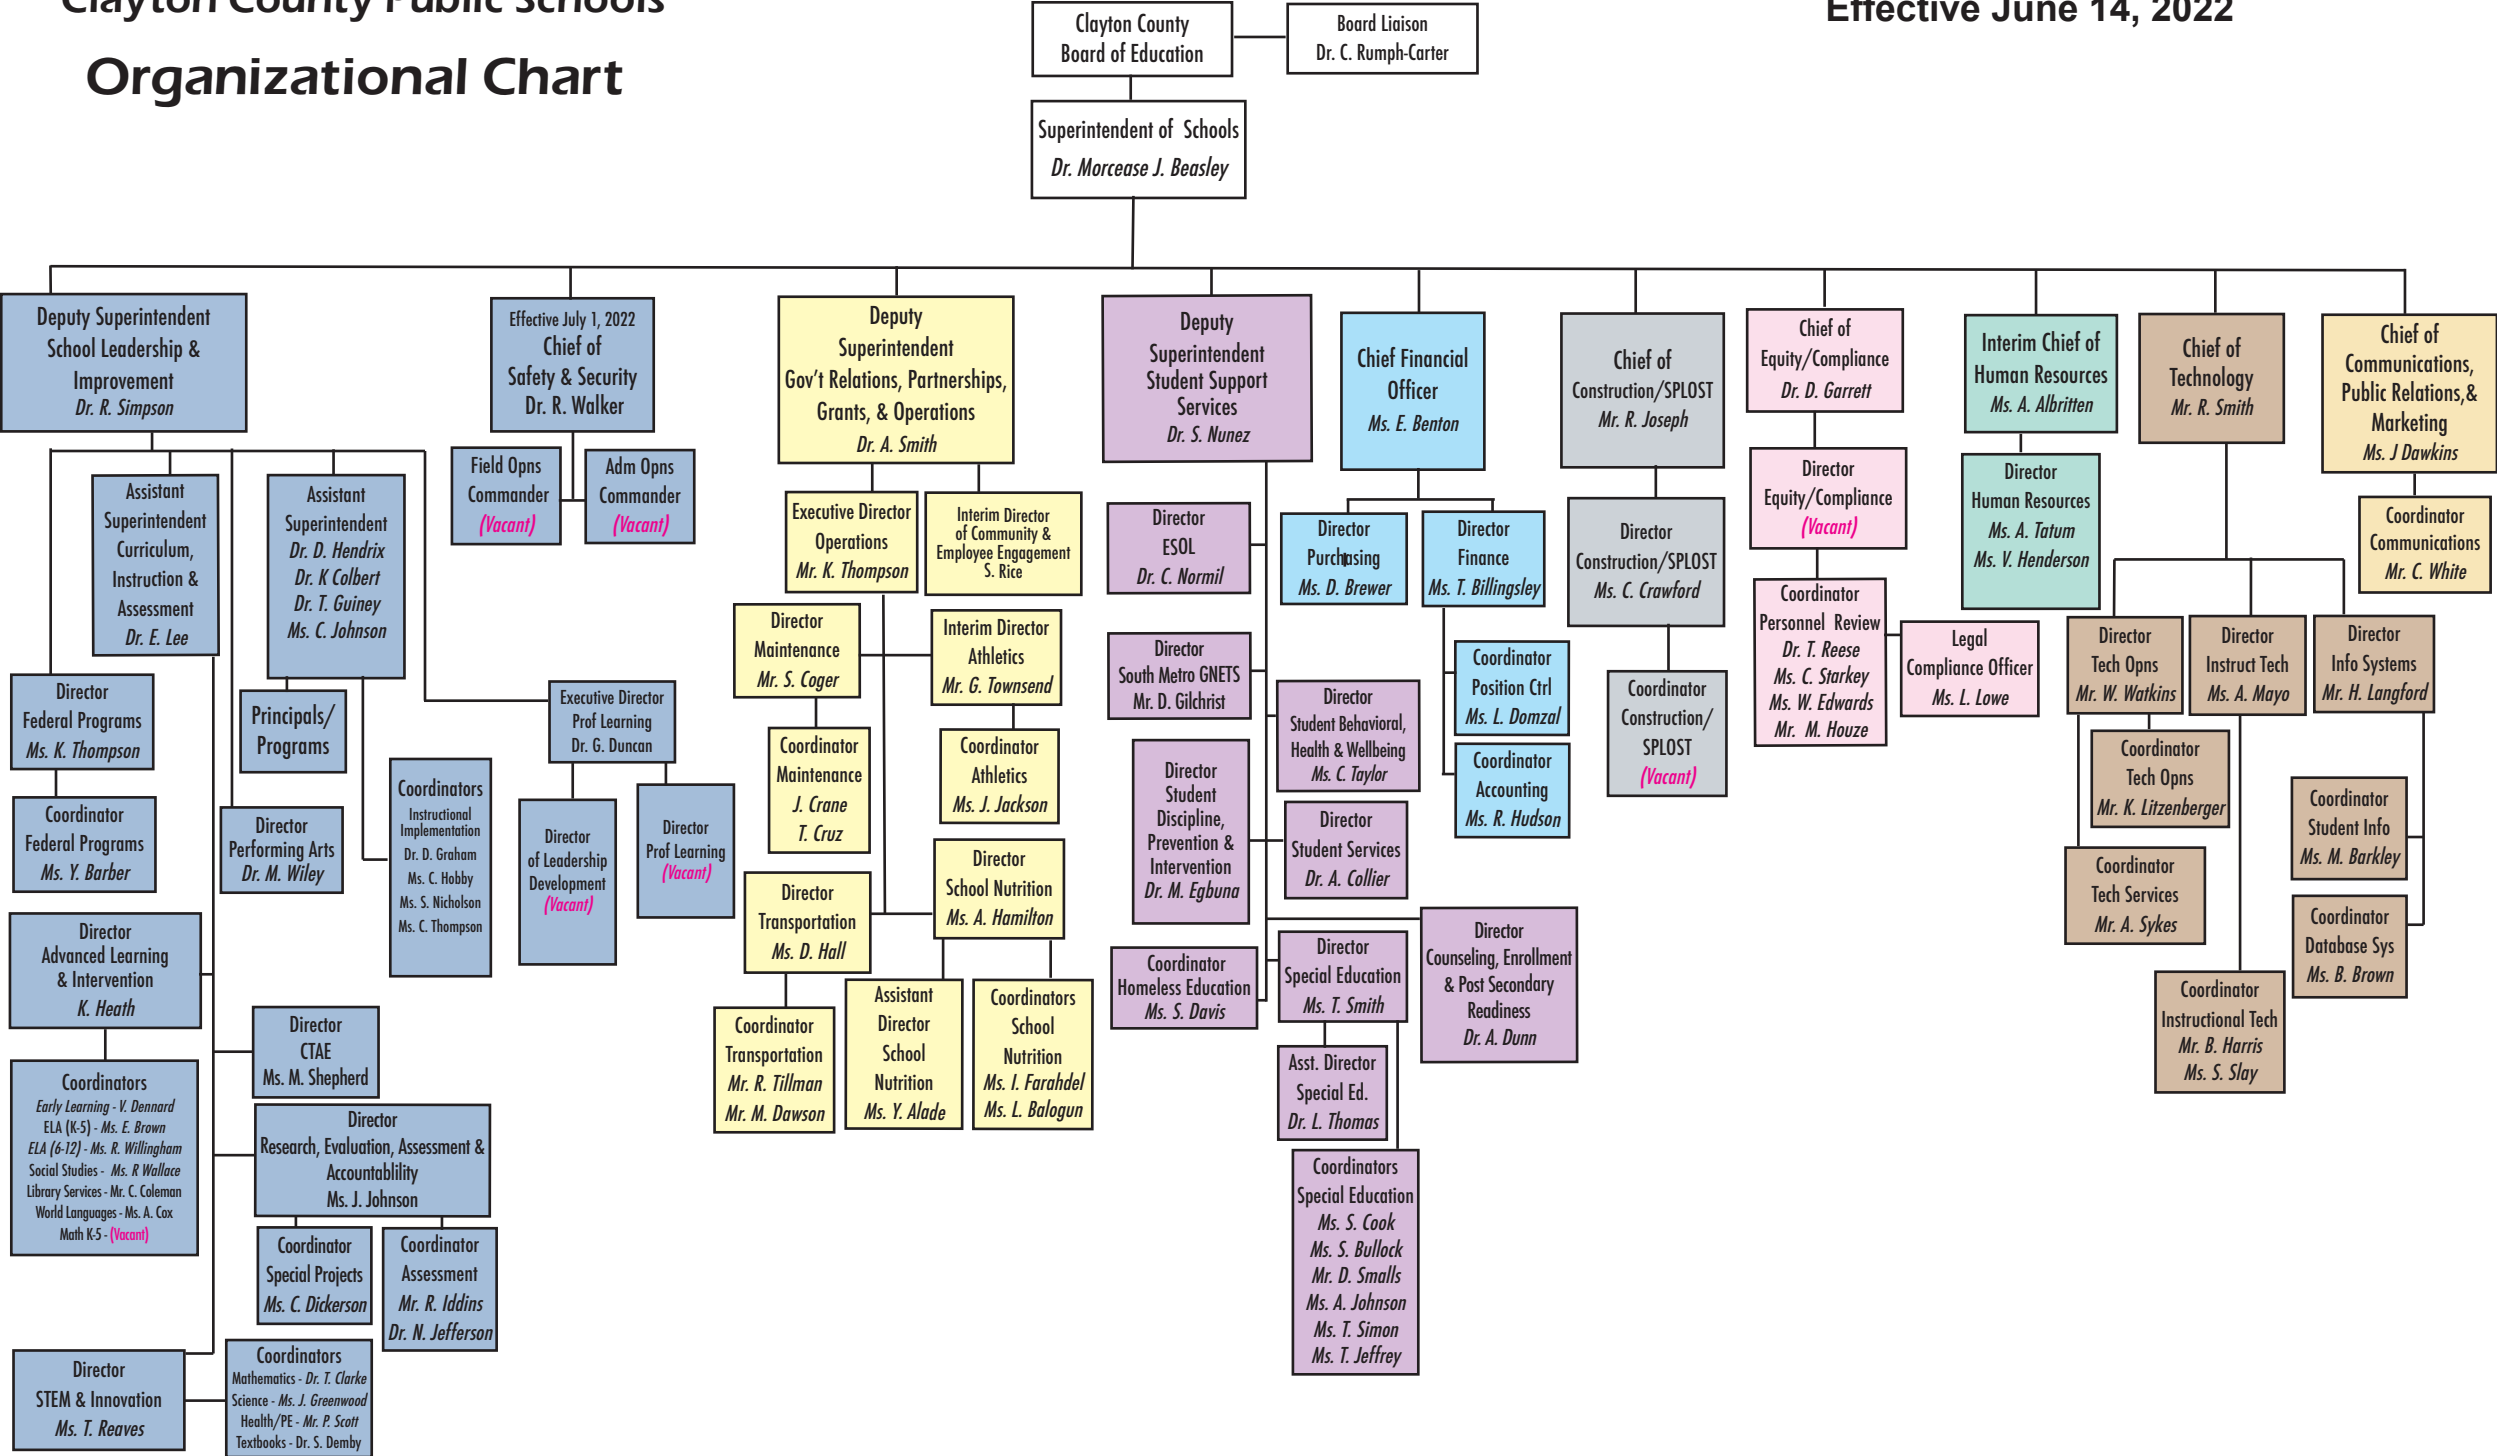 Clayton County Public Schools
Organizational Chart
Effective June 14, 2022
Clayton County
Board of Education
Board Liaison
Dr. C. Rumph-Carter
Superintendent of Schools
Dr. Morcease J. Beasley
Deputy Superintendent
School Leadership &
Improvement
Dr. R. Simpson
Effective July 1, 2022
Chief of
Safety & Security
Dr. R. Walker
Deputy
Superintendent
Gov't Relations, Partnerships,
Grants, & Operations
Dr. A. Smith
Deputy
Superintendent
Student Support
Services
Dr. S. Nunez
Chief Financial
Officer
Ms. E. Benton
Chief of
Construction/SPLOST
Mr. R. Joseph
Chief of
Equity/Compliance
Dr. D. Garrett
Interim Chief of
Human Resources
Ms. A. Albritten
Chief of
Technology
Mr. R. Smith
Chief of
Communications,
Public Relations,&
Marketing
Ms. J Dawkins
Assistant
Superintendent
Curriculum,
Instruction &
Assessment
Dr. E. Lee
Assistant
Superintendent
Dr. D. Hendrix
Dr. K Colbert
Dr. T. Guiney
Ms. C. Johnson
Field Opns
Commander
(Vacant)
Adm Opns
Commander
(Vacant)
Executive Director
Operations
Mr. K. Thompson
Interim Director
of Community &
Employee Engagement
S. Rice
Director
ESOL
Dr. C. Normil
Director
Purchasing
Ms. D. Brewer
Director
Finance
Ms. T. Billingsley
Director
Construction/SPLOST
Ms. C. Crawford
Director
Equity/Compliance
(Vacant)
Director
Human Resources
Ms. A. Tatum
Ms. V. Henderson
Coordinator
Communications
Mr. C. White
Director
Federal Programs
Ms. K. Thompson
Principals/
Programs
Executive Director
Prof Learning
Dr. G. Duncan
Director
Maintenance
Mr. S. Coger
Interim Director
Athletics
Mr. G. Townsend
Director
South Metro GNETS
Mr. D. Gilchrist
Director
Student Behavioral,
Health & Wellbeing
Ms. C. Taylor
Coordinator
Position Ctrl
Ms. L. Domzal
Coordinator
Construction/
SPLOST
(Vacant)
Coordinator
Personnel Review
Dr. T. Reese
Ms. C. Starkey
Ms. W. Edwards
Mr. M. Houze
Legal
Compliance Officer
Ms. L. Lowe
Director
Tech Opns
Mr. W. Watkins
Director
Instruct Tech
Ms. A. Mayo
Director
Info Systems
Mr. H. Langford
Coordinator
Federal Programs
Ms. Y. Barber
Director
Performing Arts
Dr. M. Wiley
Coordinators
Instructional
Implementation
Dr. D. Graham
Ms. C. Hobby
Ms. S. Nicholson
Ms. C. Thompson
Director
of Leadership
Development
(Vacant)
Director
Prof Learning
(Vacant)
Coordinator
Maintenance
J. Crane
T. Cruz
Coordinator
Athletics
Ms. J. Jackson
Director
Student
Discipline,
Prevention &
Intervention
Dr. M. Egbuna
Director
Student Services
Dr. A. Collier
Coordinator
Accounting
Ms. R. Hudson
Coordinator
Tech Opns
Mr. K. Litzenberger
Coordinator
Student Info
Ms. M. Barkley
Director
Advanced Learning
& Intervention
K. Heath
Director
Transportation
Ms. D. Hall
Director
School Nutrition
Ms. A. Hamilton
Coordinator
Homeless Education
Ms. S. Davis
Director
Special Education
Ms. T. Smith
Director
Counseling, Enrollment
& Post Secondary
Readiness
Dr. A. Dunn
Coordinator
Tech Services
Mr. A. Sykes
Coordinator
Database Sys
Ms. B. Brown
Director
CTAE
Ms. M. Shepherd
Coordinator
Transportation
Mr. R. Tillman
Mr. M. Dawson
Assistant
Director
School
Nutrition
Ms. Y. Alade
Coordinators
School
Nutrition
Ms. I. Farahdel
Ms. L. Balogun
Asst. Director
Special Ed.
Dr. L. Thomas
Coordinator
Instructional Tech
Mr. B. Harris
Ms. S. Slay
Coordinators
Early Learning - V. Dennard
ELA (K-5) - Ms. E. Brown
ELA (6-12) - Ms. R. Willingham
Social Studies - Ms. R Wallace
Library Services - Mr. C. Coleman
World Languages - Ms. A. Cox
Math K-5 - (Vacant)
Director
Research, Evaluation, Assessment &
Accountablility
Ms. J. Johnson
Coordinator
Special Projects
Ms. C. Dickerson
Coordinator
Assessment
Mr. R. Iddins
Dr. N. Jefferson
Coordinators
Special Education
Ms. S. Cook
Ms. S. Bullock
Mr. D. Smalls
Ms. A. Johnson
Ms. T. Simon
Ms. T. Jeffrey
Director
STEM & Innovation
Ms. T. Reaves
Coordinators
Mathematics - Dr. T. Clarke
Science - Ms. J. Greenwood
Health/PE - Mr. P. Scott
Textbooks - Dr. S. Demby